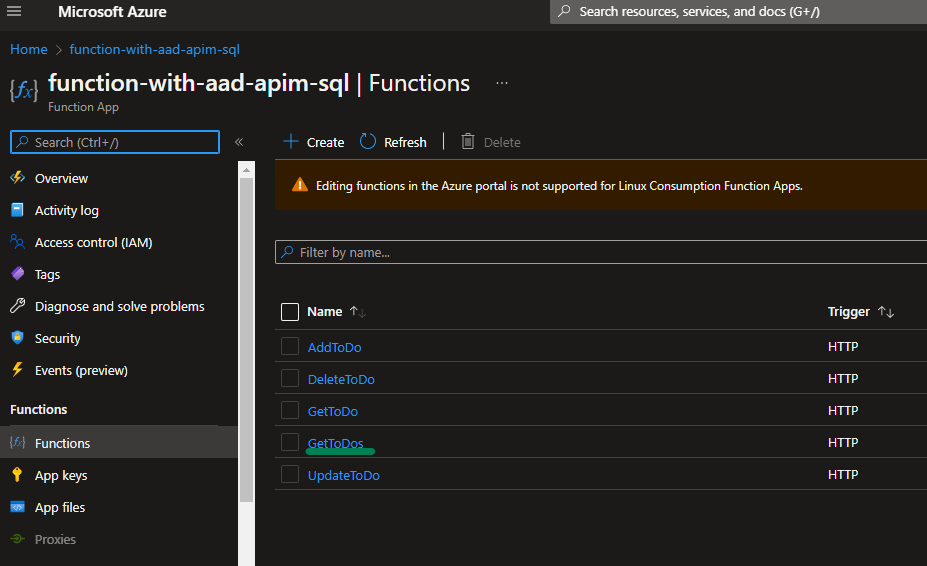 Microsoft Azure
Search resources, services, and docs (G+/)
Home > function-with-aad-apim-sql
function-with-aad-apim-sql | Functions ...
Function App
Search (Ctrl+/) «
Create Refresh Delete
Overview
Activity log
Access control (IAM)
Tags
Diagnose and solve problems
Security
Events (preview)
Functions
Functions
App keys
App files
Proxies
Editing functions in the Azure portal is not supported for Linux Consumption Function Apps.
Filter by name...
Name ↑↓ Trigger ↑↓
AddToDo HTTP
DeleteToDo HTTP
GetToDo HTTP
GetToDos HTTP
UpdateToDo HTTP